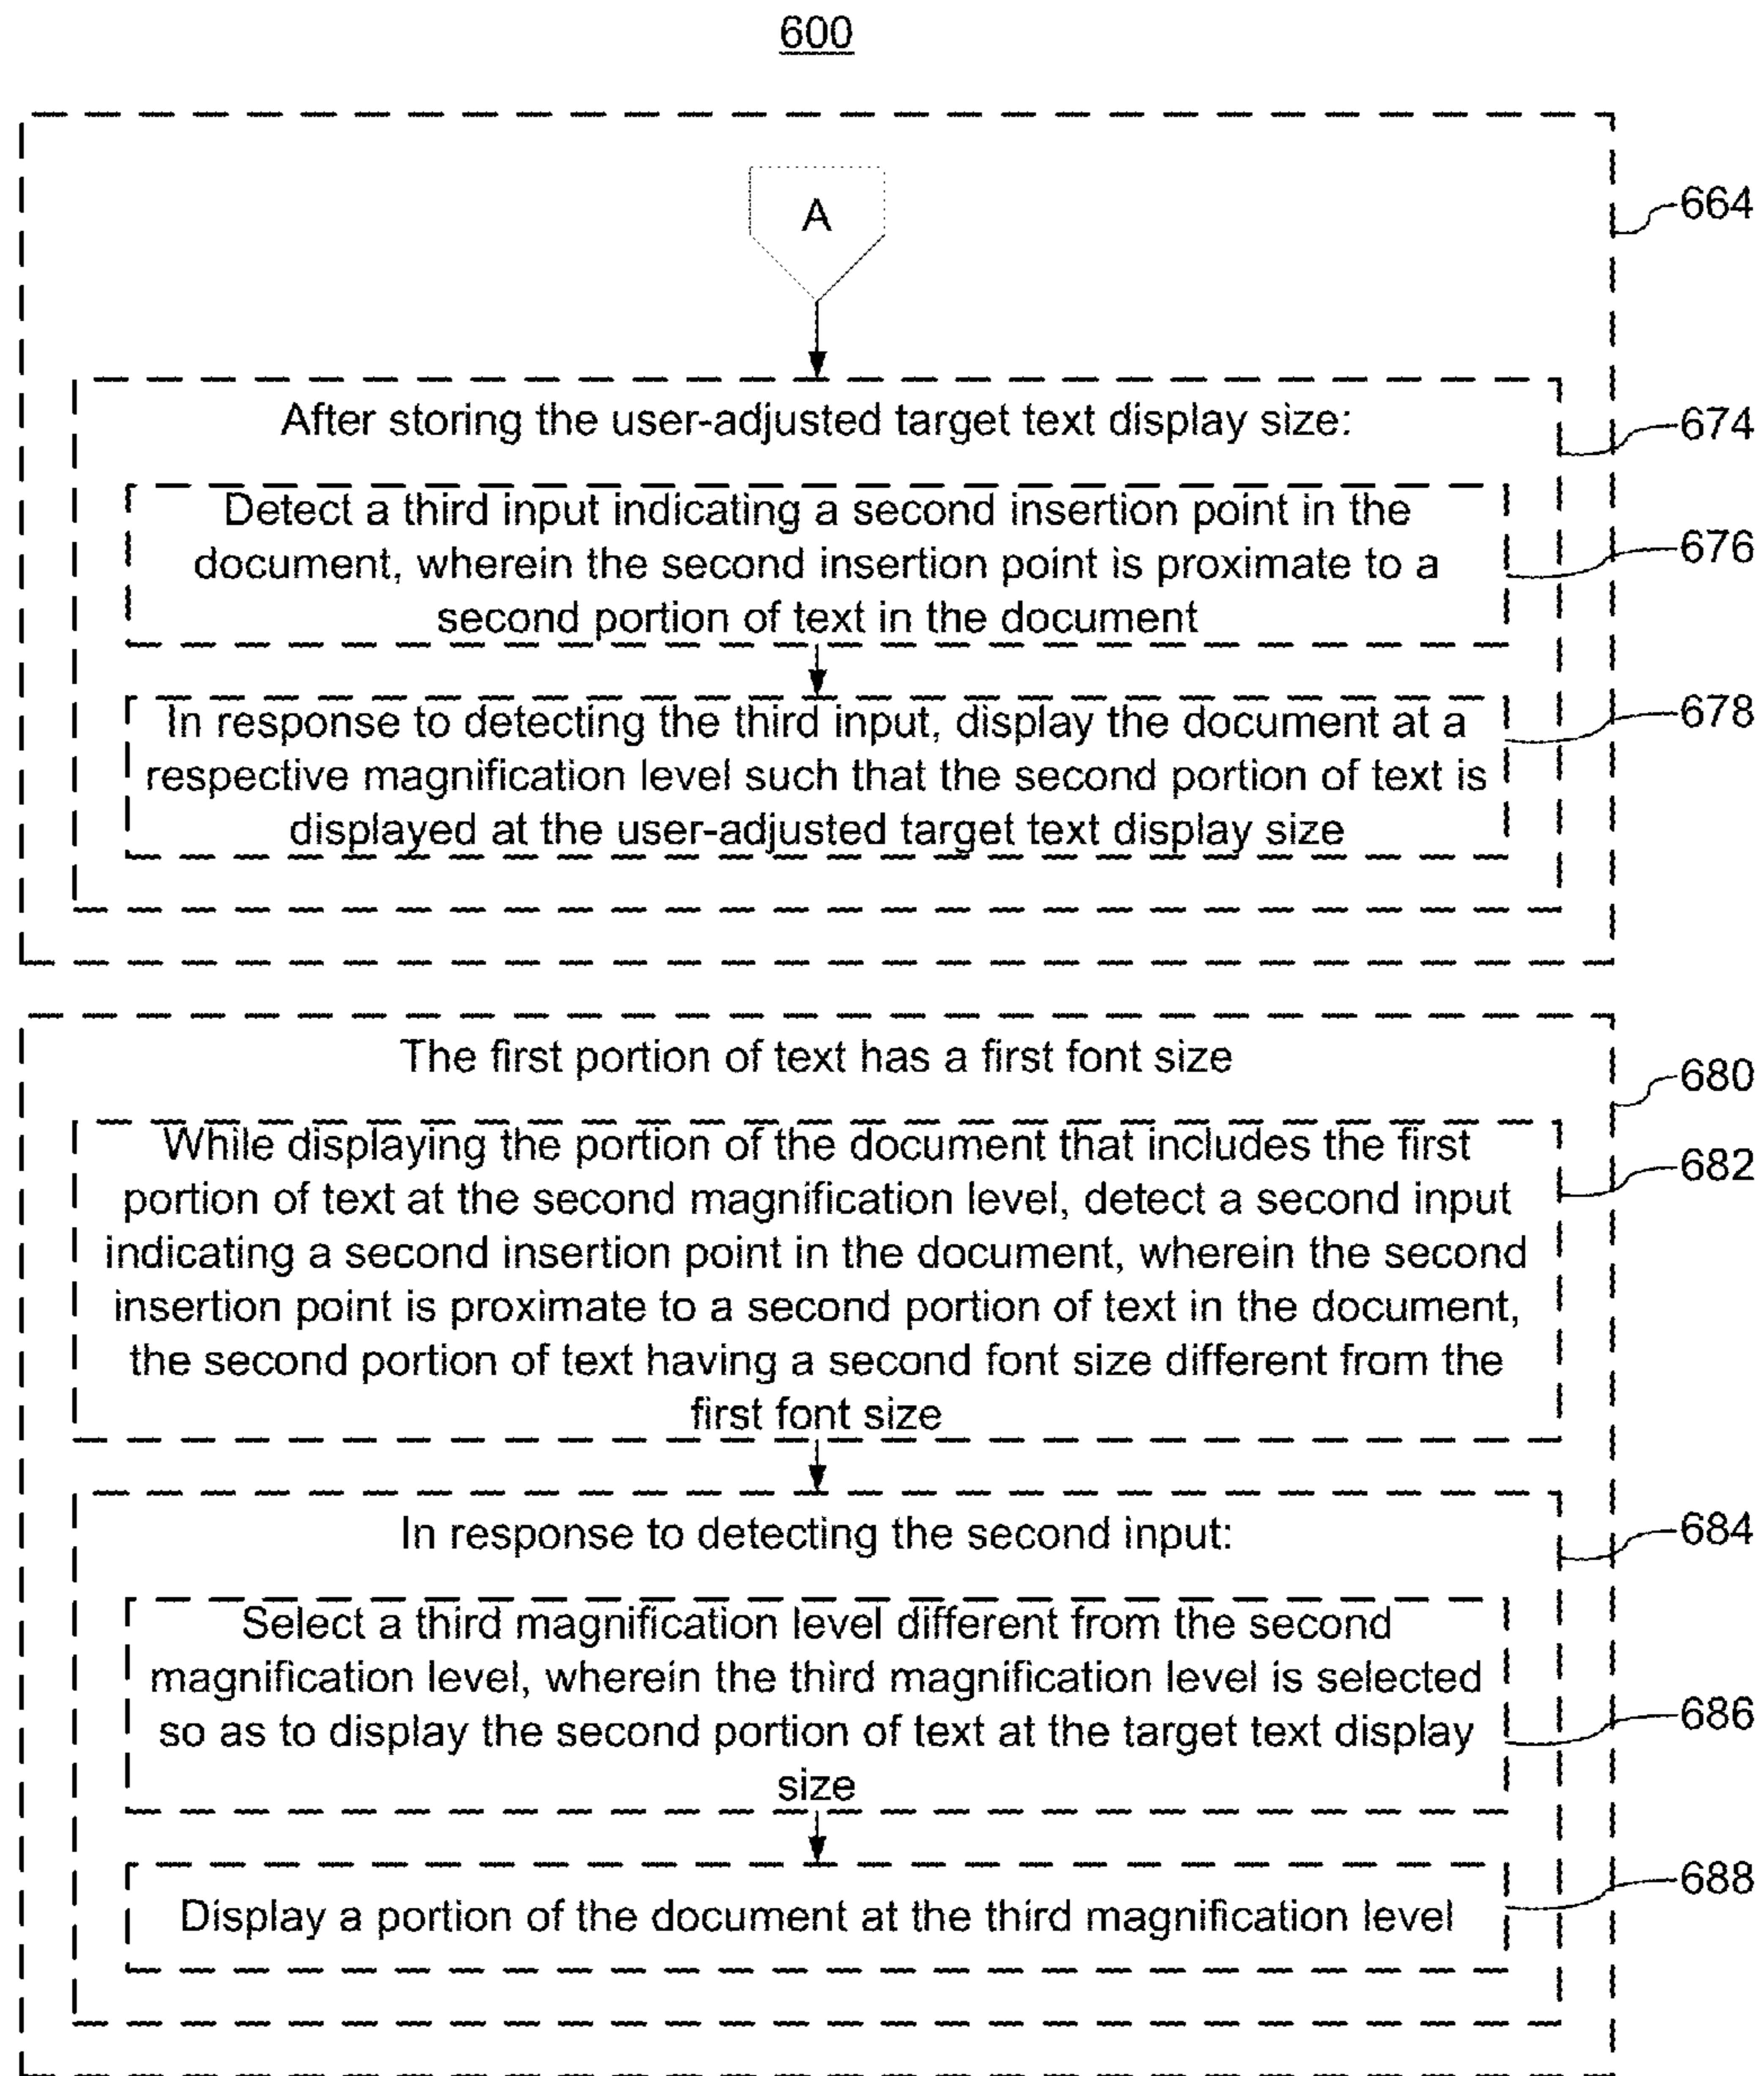 600
A
664
After storing the user-adjusted target text display size:
674
Detect a third input indicating a second insertion point in the
document, wherein the second insertion point is proximate to a
second portion of text in the document
676
In response to detecting the third input, display the document at a
respective magnification level such that the second portion of text is
displayed at the user-adjusted target text display size
678
The first portion of text has a first font size
680
While displaying the portion of the document that includes the first
portion of text at the second magnification level, detect a second input
indicating a second insertion point in the document, wherein the second
insertion point is proximate to a second portion of text in the document,
the second portion of text having a second font size different from the
first font size
682
In response to detecting the second input:
684
Select a third magnification level different from the second
magnification level, wherein the third magnification level is selected
so as to display the second portion of text at the target text display
size
686
Display a portion of the document at the third magnification level
688